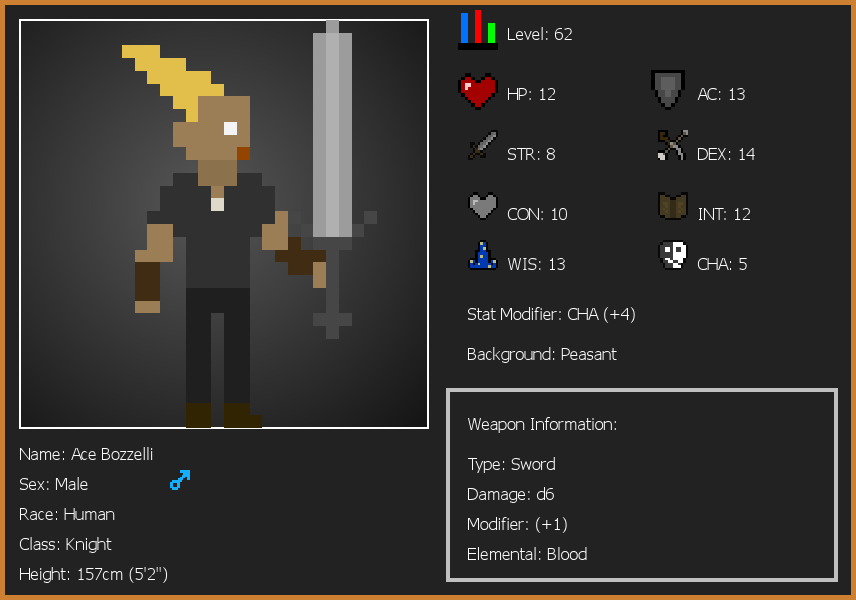 Level: 62
HP: 12
AC: 13
STR: 8
DEX: 14
CON: 10
INT: 12
WIS: 13
CHA: 5
Stat Modifier: CHA (+4)
Background: Peasant
Weapon Information:
Type: Sword
Damage: d6
Modifier: (+1)
Elemental: Blood
Name: Ace Bozzelli
Sex: Male
Race: Human
Class: Knight
Height: 157cm (5'2")